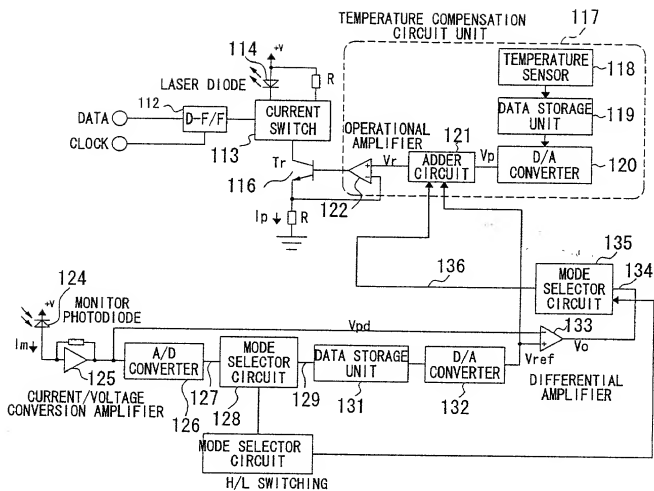 TEMPERATURE COMPENSATION
CIRCUIT UNIT
117
114
+V
LASER DIODE
R
TEMPERATURE
SENSOR
118
DATA
112
D-F/F
CURRENT
SWITCH
DATA STORAGE
UNIT
119
CLOCK
113
OPERATIONAL
AMPLIFIER
121
Vr
ADDER
CIRCUIT
Vp
D/A
CONVERTER
120
Tr
116
+
-
122
Ip
R
136
135
134
MODE
SELECTOR
CIRCUIT
124
+V
MONITOR
PHOTODIODE
Vpd
133
-
+
Vo
Im
A/D
CONVERTER
MODE
SELECTOR
CIRCUIT
DATA STORAGE
UNIT
D/A
CONVERTER
Vref
125
127
129
131
132
DIFFERENTIAL
AMPLIFIER
CURRENT/VOLTAGE
CONVERSION AMPLIFIER
126
128
MODE SELECTOR
CIRCUIT
H/L SWITCHING